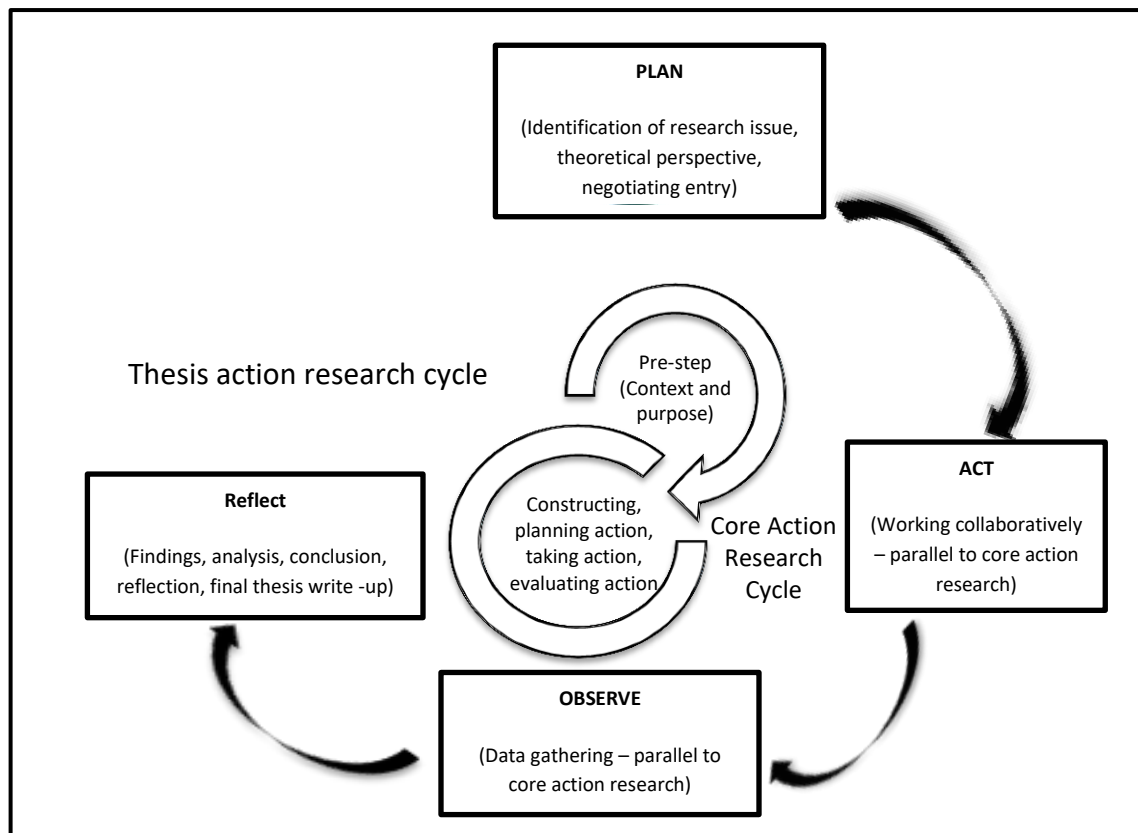 PLAN
(Identification of research issue,
theoretical perspective,
negotiating entry)
Thesis action research cycle
Pre-step
(Context and
purpose)
Constructing,
planning action,
taking action,
evaluating action
Core Action
Research
Cycle
ACT
(Working collaboratively
– parallel to core action
research)
Reflect
(Findings, analysis, conclusion,
reflection, final thesis write -up)
OBSERVE
(Data gathering – parallel to
core action research)